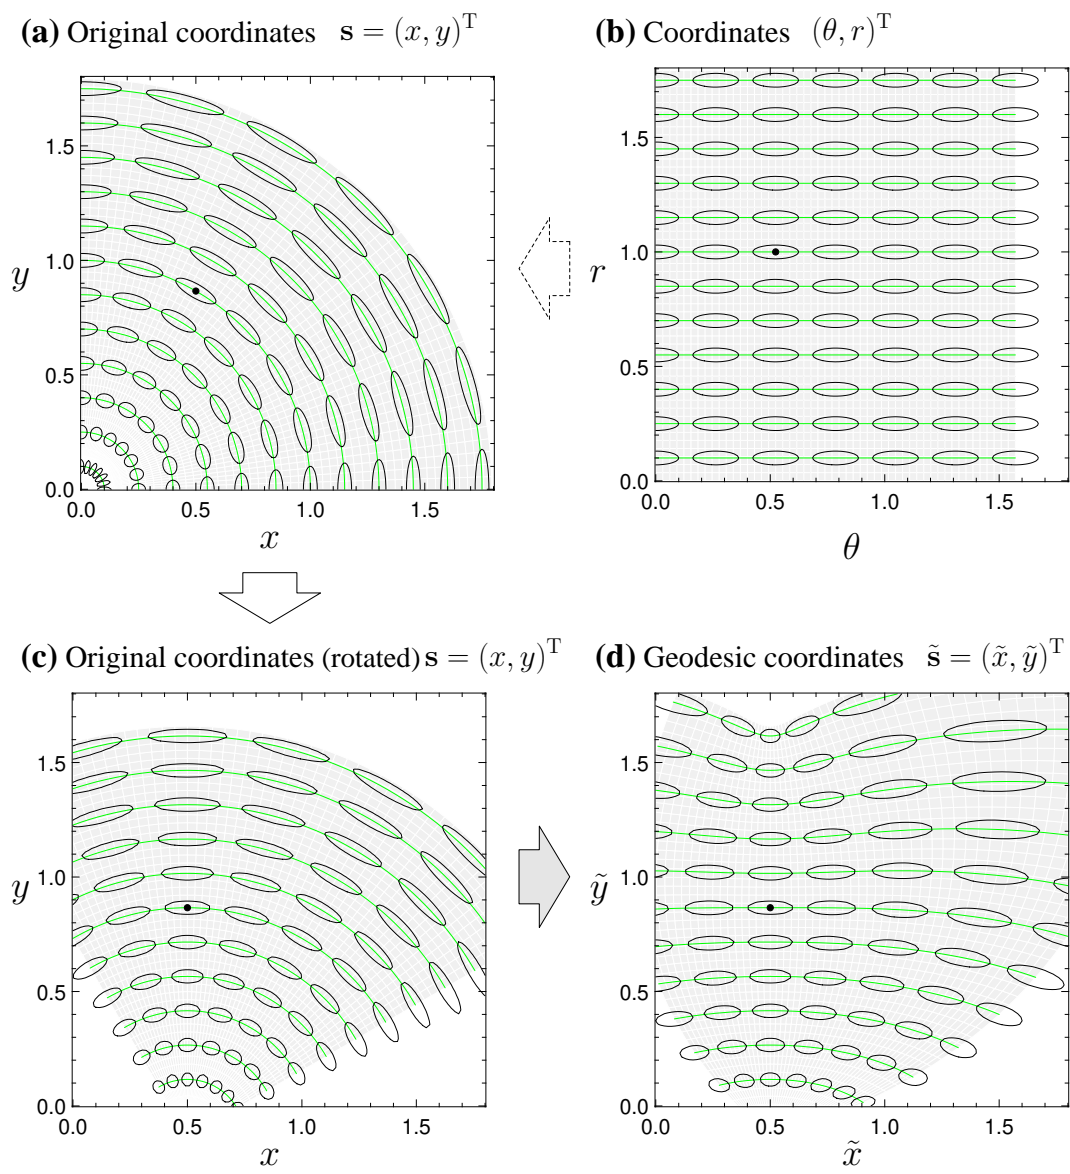 (a) Original coordinates s = (x, y)^T
1.5
1.0
y
0.5
0.0
0.0 0.5 1.0 1.5
x
(b) Coordinates (θ, r)^T
1.5
1.0
r
0.5
0.0
0.0 0.5 1.0 1.5
θ
(c) Original coordinates (rotated) s = (x, y)^T
1.5
1.0
y
0.5
0.0
0.0 0.5 1.0 1.5
x
(d) Geodesic coordinates s̃ = (x̃, ỹ)^T
1.5
1.0
ỹ
0.5
0.0
0.0 0.5 1.0 1.5
x̃